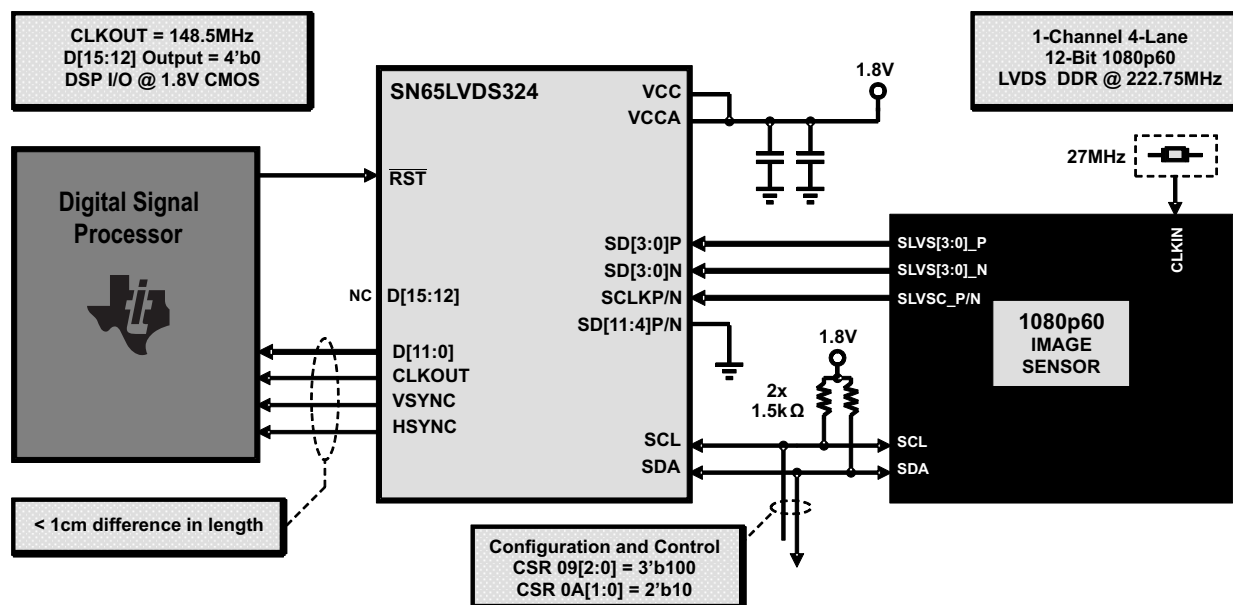 CLKOUT = 148.5MHz
D[15:12] Output = 4’b0
DSP I/O @ 1.8V CMOS
1-Channel 4-Lane
12-Bit 1080p60
LVDS DDR @ 222.75MHz
SN65LVDS324
VCC
VCCA
1.8V
27MHz
Digital Signal
Processor
RST
CLKIN
SD[3:0]P
SLVS[3:0]_P
SD[3:0]N
SLVS[3:0]_N
NC
D[15:12]
SCLKP/N
SLVSC_P/N
SD[11:4]P/N
1080p60
IMAGE
SENSOR
1.8V
D[11:0]
CLKOUT
VSYNC
HSYNC
2x
1.5kΩ
SCL
SCL
SDA
SDA
< 1cm difference in length
Configuration and Control
CSR 09[2:0] = 3’b100
CSR 0A[1:0] = 2’b10